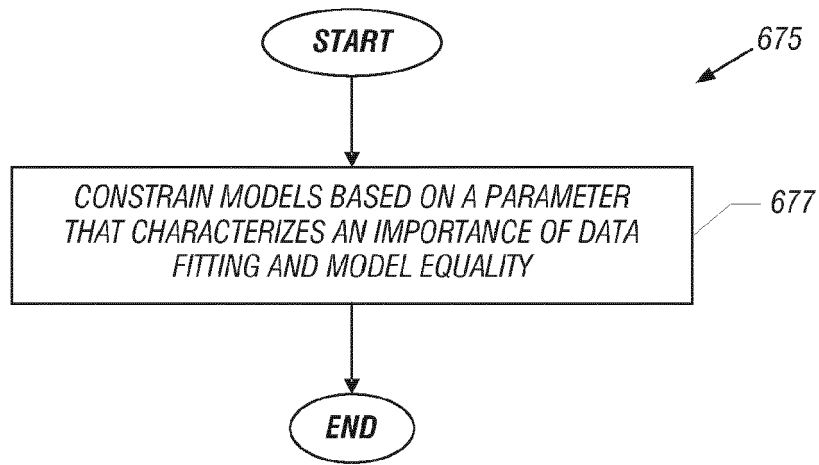 START
675
CONSTRAIN MODELS BASED ON A PARAMETER
THAT CHARACTERIZES AN IMPORTANCE OF DATA
FITTING AND MODEL EQUALITY
677
END